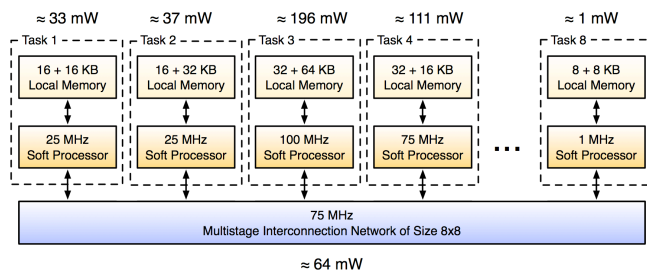 ≈ 33 mW
≈ 37 mW
≈ 196 mW
≈ 111 mW
≈ 1 mW
Task 1
Task 2
Task 3
Task 4
Task 8
16 + 16 KB
Local Memory
16 + 32 KB
Local Memory
32 + 64 KB
Local Memory
32 + 16 KB
Local Memory
8 + 8 KB
Local Memory
25 MHz
Soft Processor
25 MHz
Soft Processor
100 MHz
Soft Processor
75 MHz
Soft Processor
...
1 MHz
Soft Processor
75 MHz
Multistage Interconnection Network of Size 8x8
≈ 64 mW